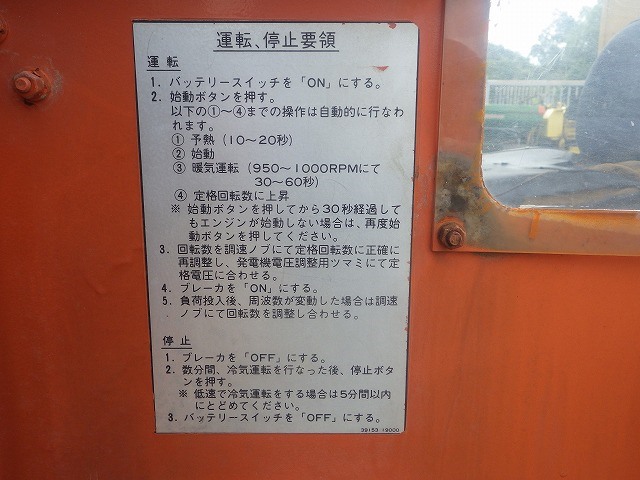 運転、停止要領
運転
1. バッテリースイッチを「ON」にする。
2. 始動ボタンを押す。
以下の①～④までの操作は自動的に行なわ
れます。
① 予熱(10～20秒)
② 始動
③ 暖気運転(950～1000RPMにて
30～60秒)
④ 定格回転数に上昇
※ 始動ボタンを押してから30秒経過して
もエンジンが始動しない場合は、再度始
動ボタンを押してください。
3. 回転数を調速ノブにて定格回転数に正確に
再調整し、発電機電圧調整用ツマミにて定
格電圧に合わせる。
4. ブレーカを「ON」にする。
5. 負荷投入後、周波数が変動した場合は調速
ノブにて回転数を調整し合わせる。
停止
1. ブレーカを「OFF」にする。
2. 数分間、冷気運転を行なった後、停止ボタ
ンを押す。
※ 低速で冷気運転をする場合は5分間以内
にとどめてください。
3. バッテリースイッチを「OFF」にする。
39153-19000